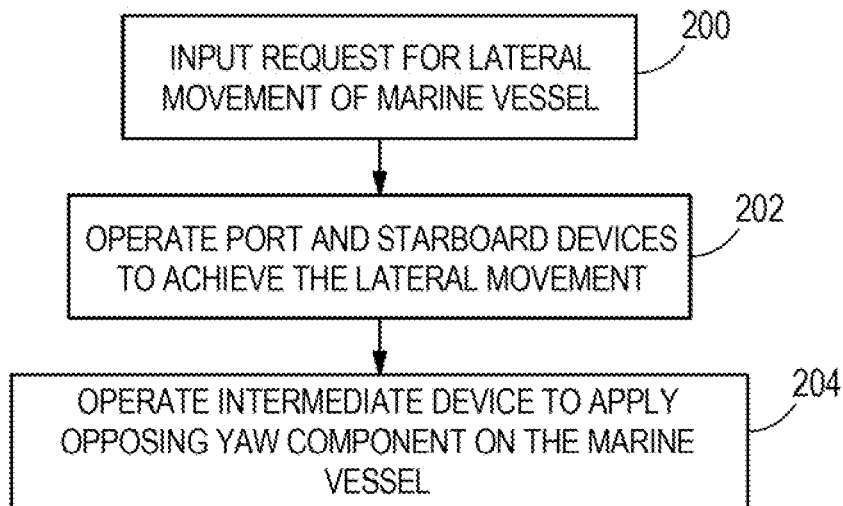 200
INPUT REQUEST FOR LATERAL
MOVEMENT OF MARINE VESSEL
202
OPERATE PORT AND STARBOARD DEVICES
TO ACHIEVE THE LATERAL MOVEMENT
204
OPERATE INTERMEDIATE DEVICE TO APPLY
OPPOSING YAW COMPONENT ON THE MARINE
VESSEL